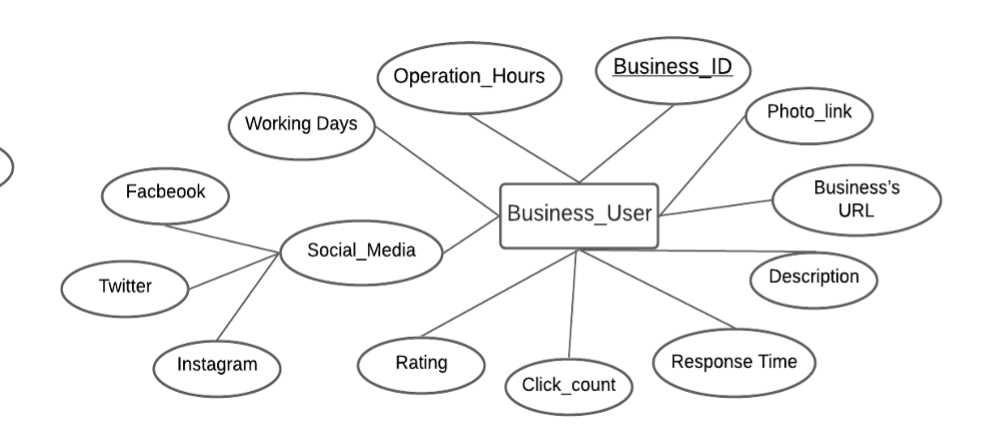 Operation_Hours
Business_ID
Photo_link
Working Days
Facbeook
Business's
URL
Business_User
Social_Media
Twitter
Description
Instagram
Rating
Click_count
Response Time